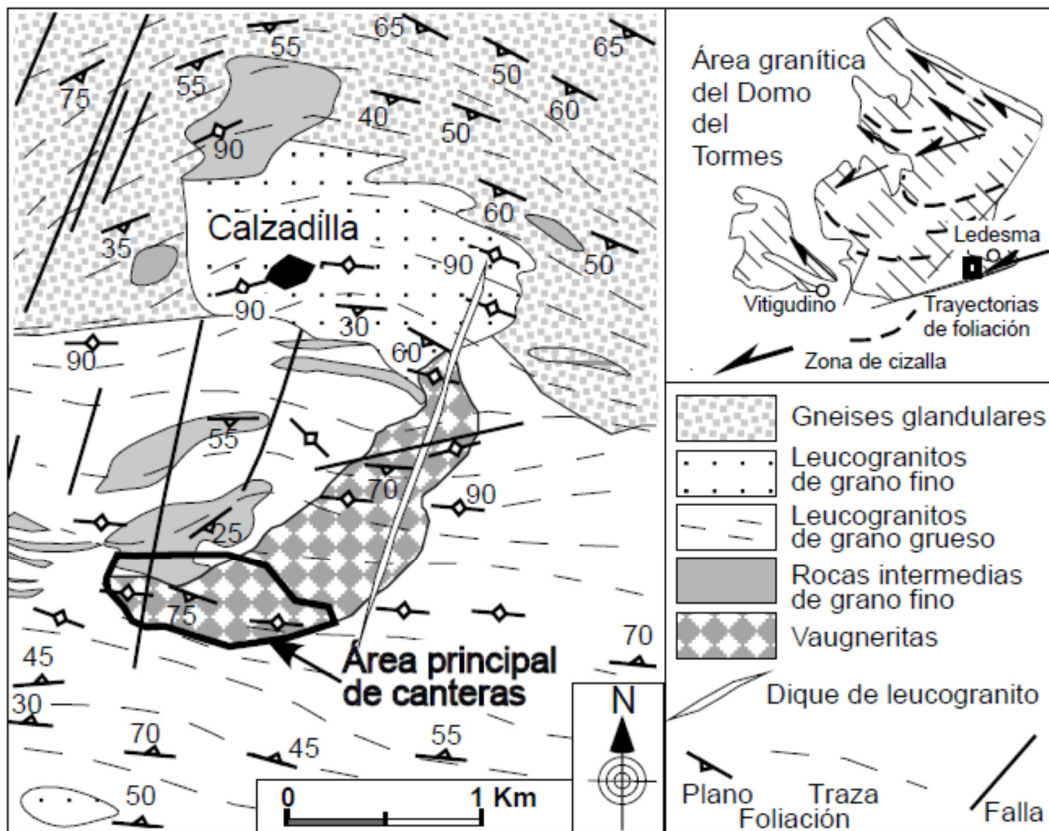 55
65
65
55
50
75
40
60
50
90
60
35
Calzadilla
50
90
90
30
60
90
55
70
90
25
75
Área principal
de canteras
70
45
30
70
45
55
50
0 1 Km
N
Área granítica
del Domo
del
Tormes
Ledesma
Vitigudino
Trayectorias
de foliación
Zona de cizalla
Gneises glandulares
Leucogranitos
de grano fino
Leucogranitos
de grano grueso
Rocas intermedias
de grano fino
Vaugneritas
Dique de leucogranito
Plano Traza
Foliación Falla